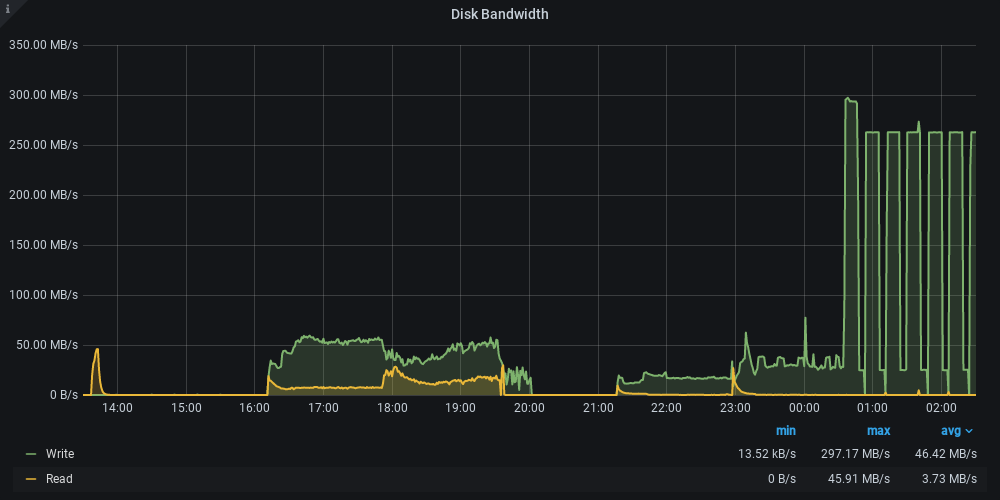 i
Disk Bandwidth
350.00 MB/s
300.00 MB/s
250.00 MB/s
200.00 MB/s
150.00 MB/s
100.00 MB/s
50.00 MB/s
0 B/s
14:00 15:00 16:00 17:00 18:00 19:00 20:00 21:00 22:00 23:00 00:00 01:00 02:00
min max avg
Write 13.52 kB/s 297.17 MB/s 46.42 MB/s
Read 0 B/s 45.91 MB/s 3.73 MB/s